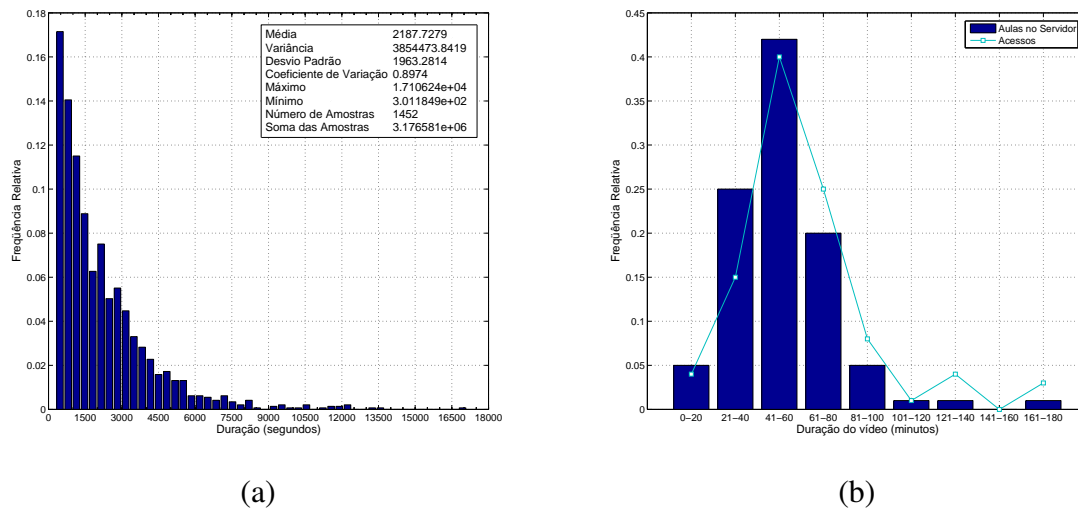 0.18
0.16
0.14
0.12
0.1
0.08
0.06
0.04
0.02
0
Freqüência Relativa
Média 2187.7279
Variância 3854473.8419
Desvio Padrão 1963.2814
Coeficiente de Variação 0.8974
Máximo 1.710624e+04
Mínimo 3.011849e+02
Número de Amostras 1452
Soma das Amostras 3.176581e+06
0 1500 3000 4500 6000 7500 9000 10500 12000 13500 15000 16500 18000
Duração (segundos)
(a)
0.45
0.4
0.35
0.3
0.25
0.2
0.15
0.1
0.05
0
Freqüência Relativa
Aulas no Servidor
Acessos
0−20 21−40 41−60 61−80 81−100 101−120 121−140 141−160 161−180
Duração do vídeo (minutos)
(b)